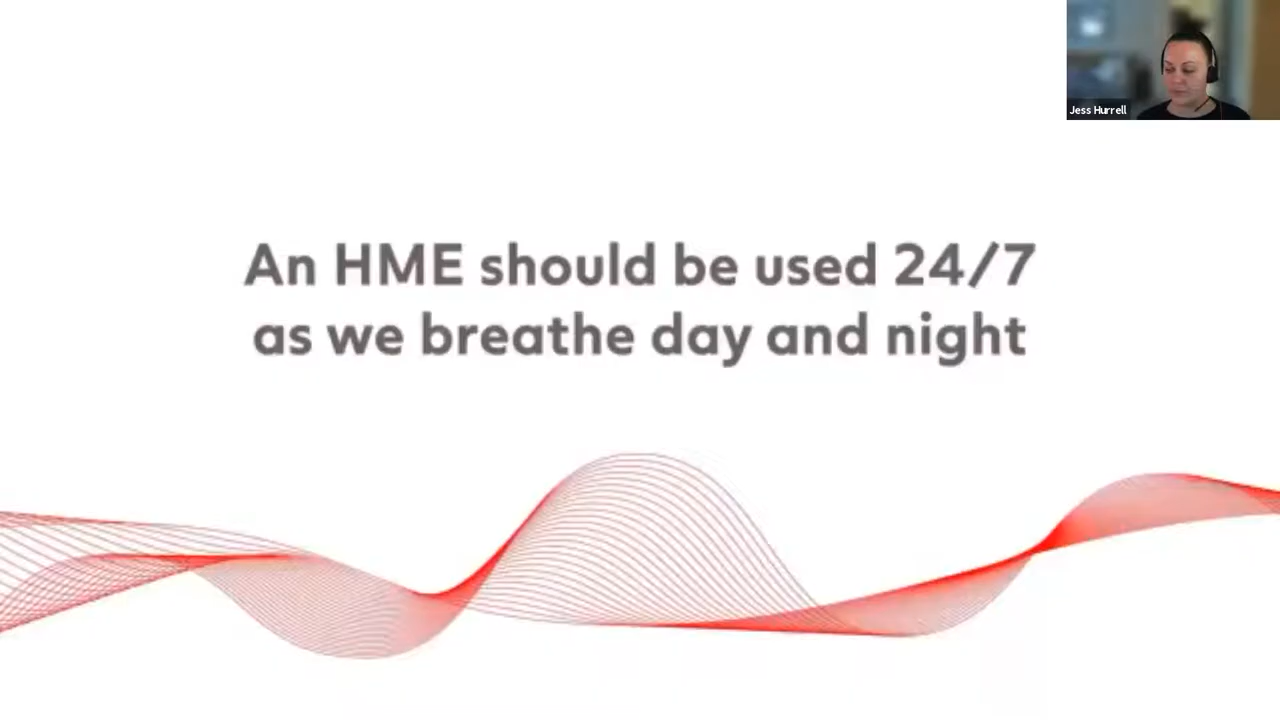 Jess Hurrell
An HME should be used 24/7
as we breathe day and night